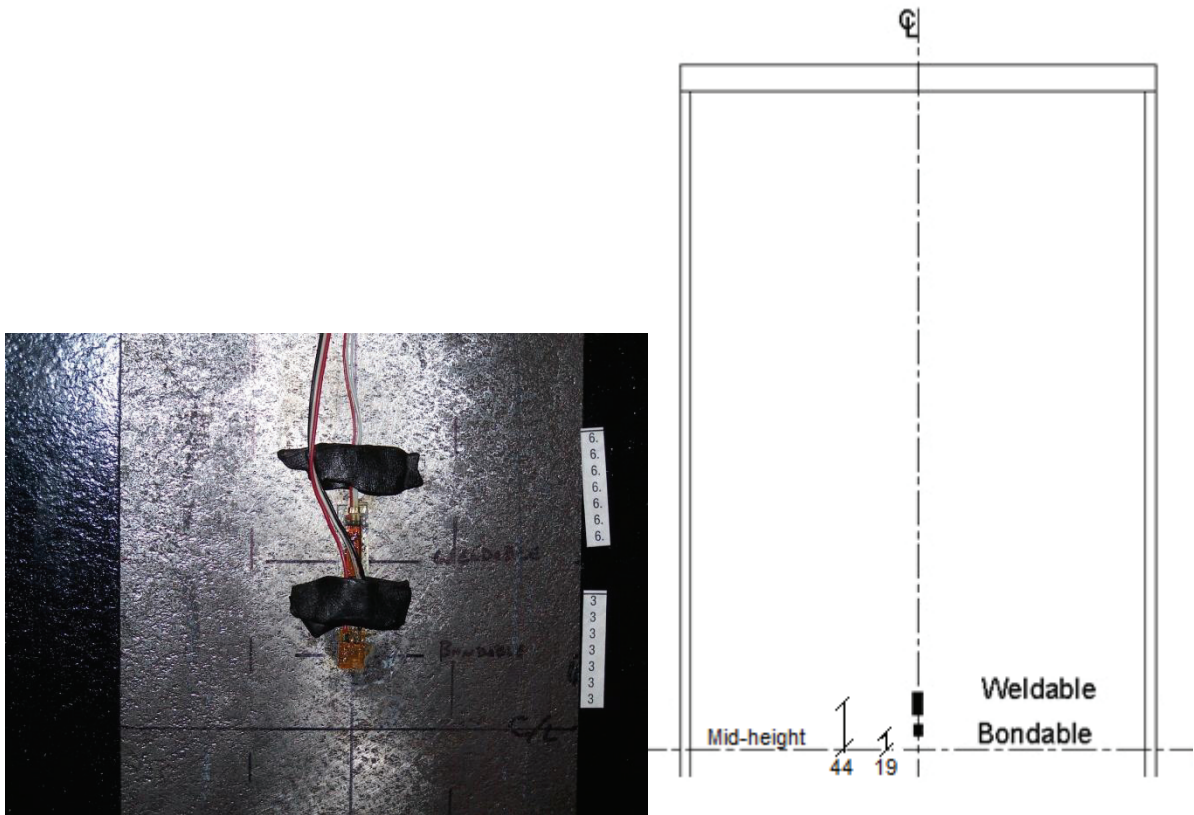 ℄
6.
6.
6.
6.
6.
6.
6.
WELDABLE
3
3
3
3
3
3
3
BONDABLE
C/L
Weldable
Bondable
Mid-height
44
19